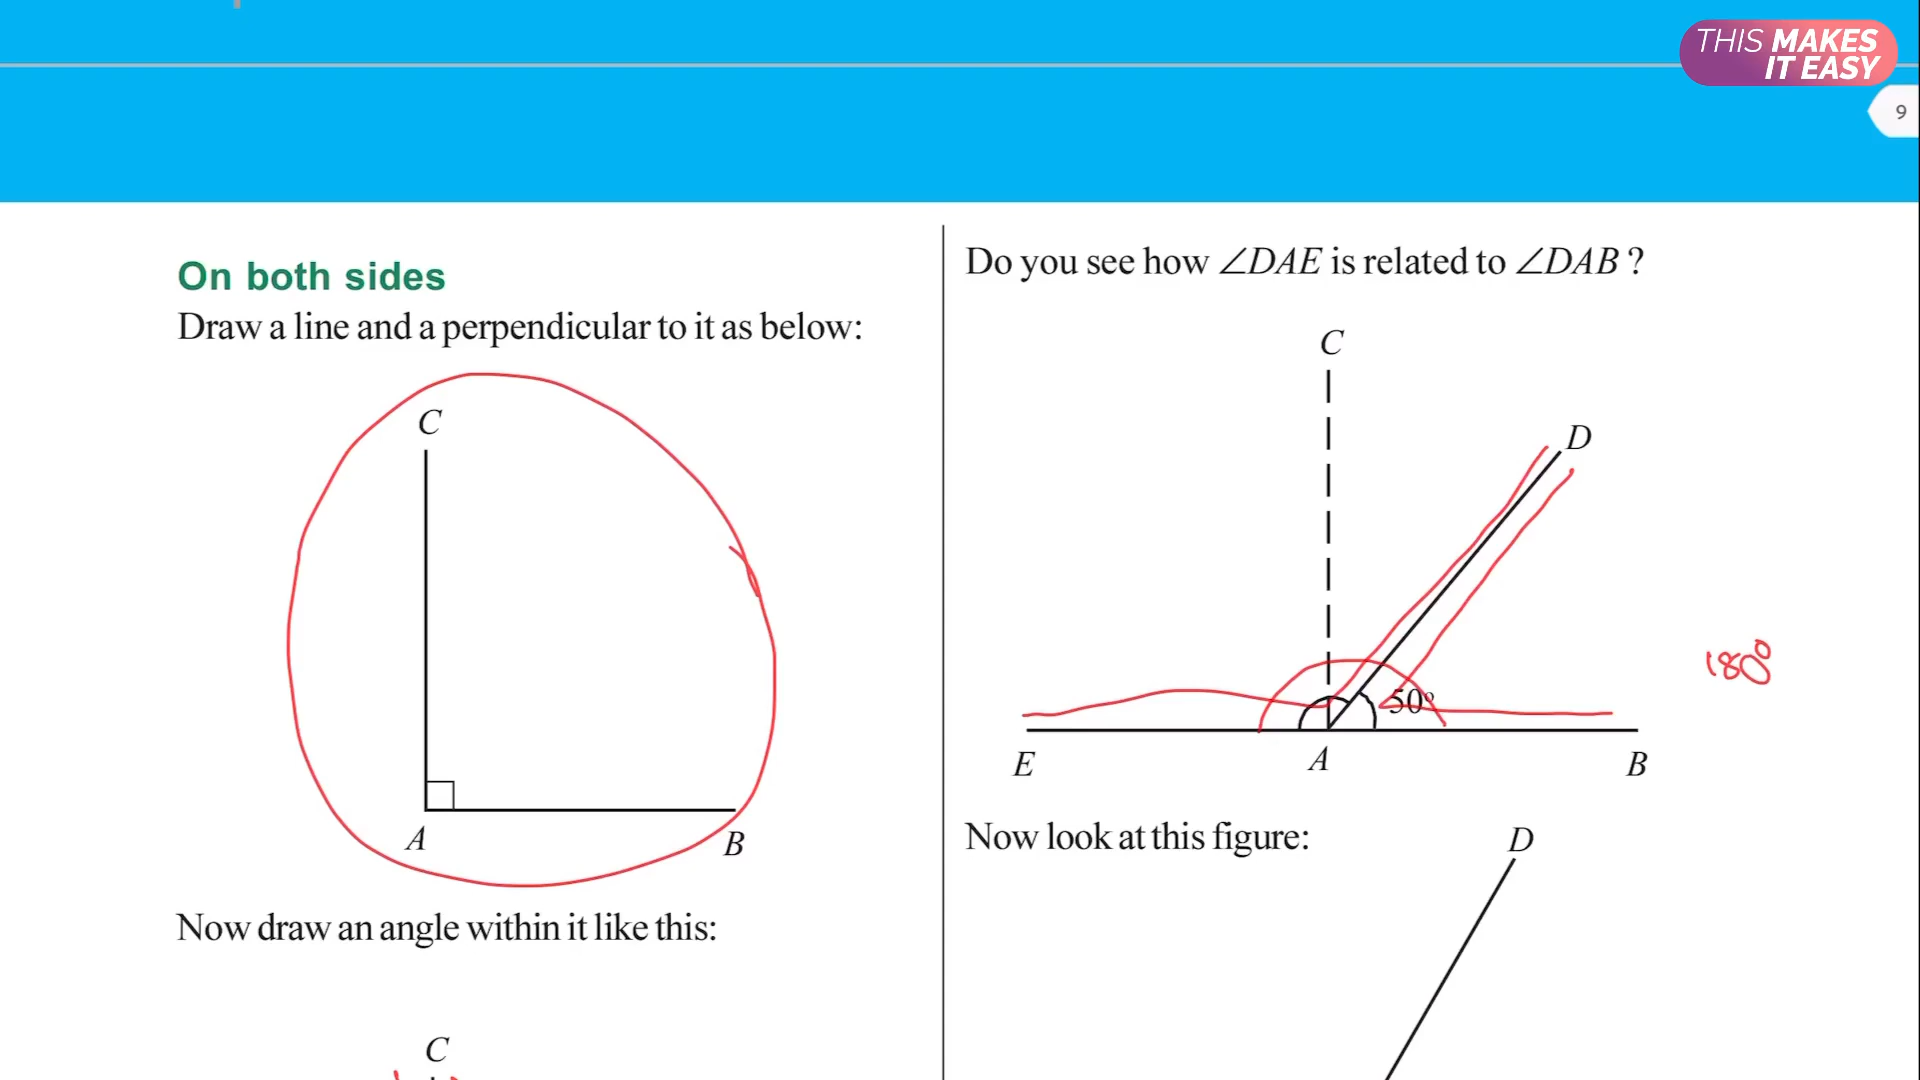 THIS MAKES
IT EASY
9
On both sides
Draw a line and a perpendicular to it as below:
C
A
B
Now draw an angle within it like this:
C
Do you see how ∠DAE is related to ∠DAB ?
C
D
50°
180°
E
A
B
Now look at this figure:
D